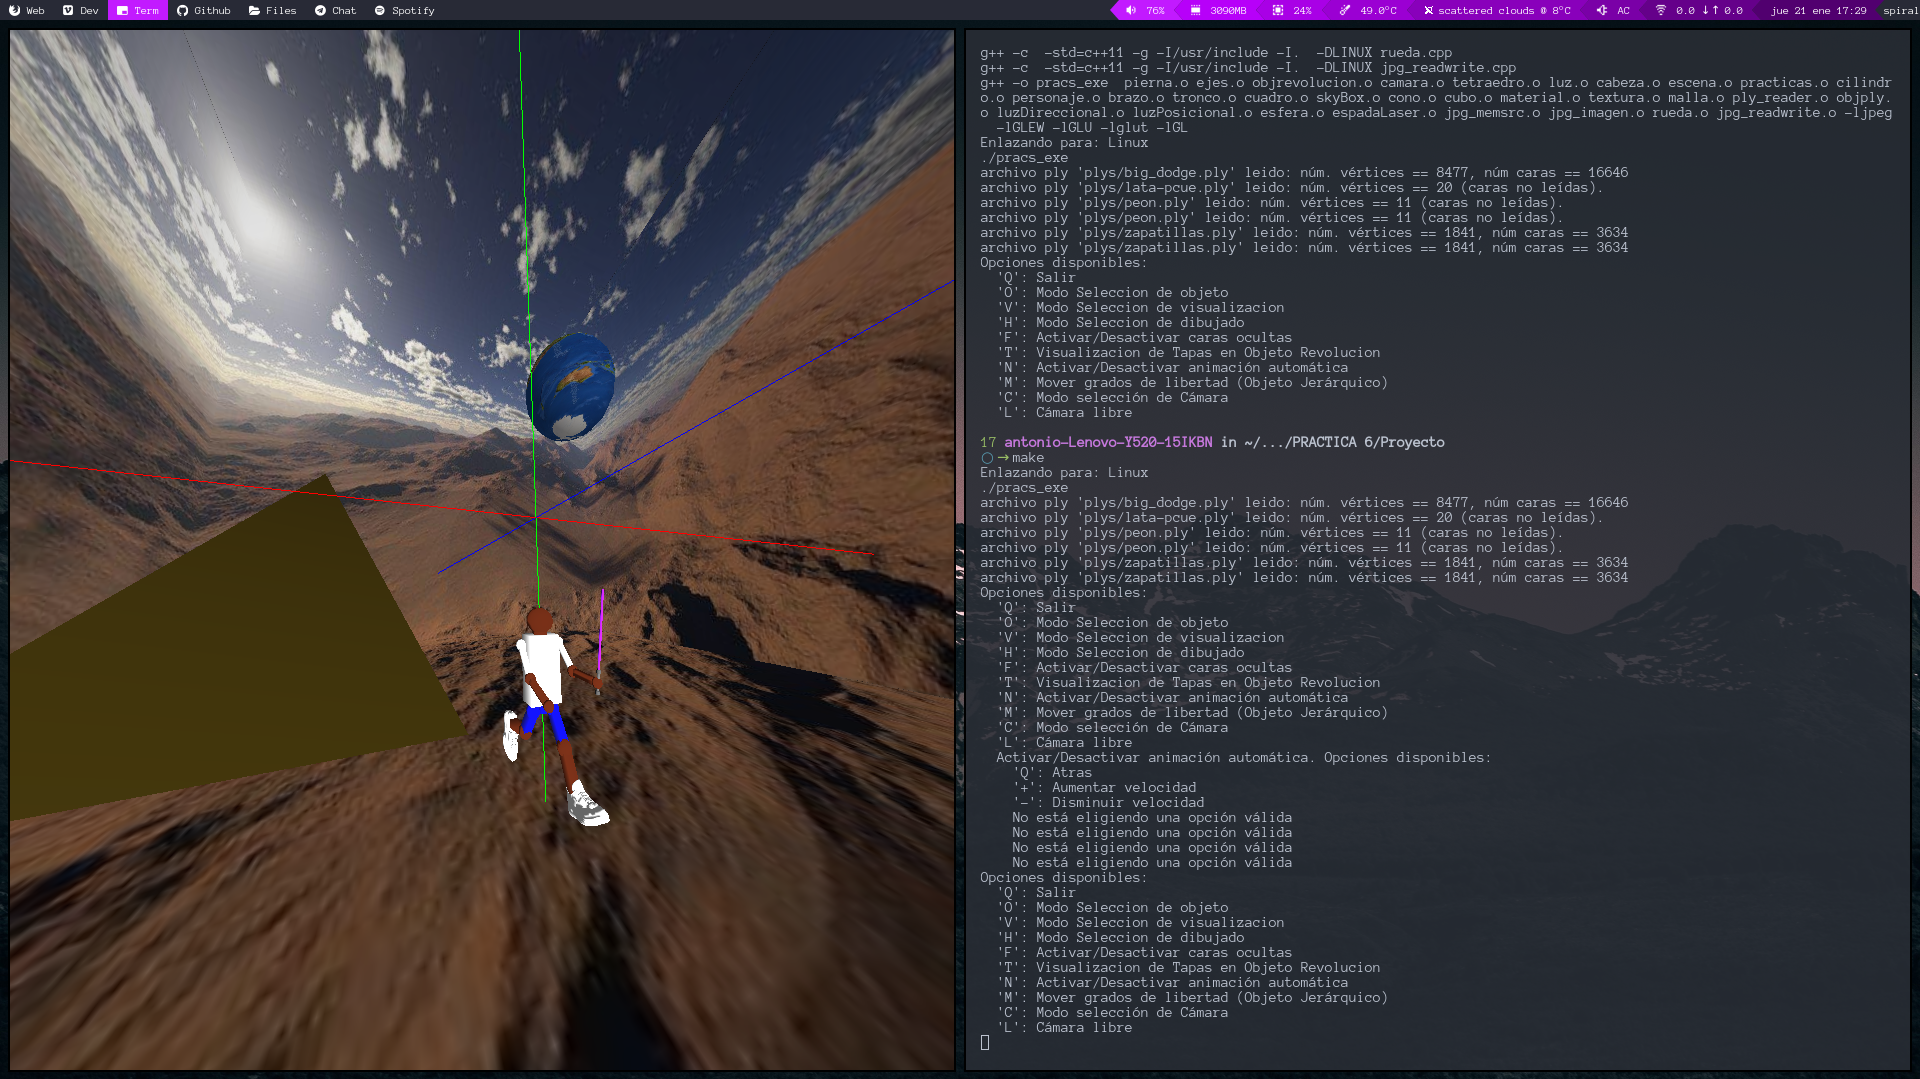 Web Dev Term Github Files Chat Spotify 76% 3090MB 24% 49.0°C scattered clouds @ 8°C AC 0.0 ↓↑ 0.0 jue 21 ene 17:29 spiral
g++ -c  -std=c++11 -g -I/usr/include -I.  -DLINUX rueda.cpp
g++ -c  -std=c++11 -g -I/usr/include -I.  -DLINUX jpg_readwrite.cpp
g++ -o pracs_exe  pierna.o ejes.o objrevolucion.o camara.o tetraedro.o luz.o cabeza.o escena.o practicas.o cilindr
o.o personaje.o brazo.o tronco.o cuadro.o skyBox.o cono.o cubo.o material.o textura.o malla.o ply_reader.o objply.
o luzDireccional.o luzPosicional.o esfera.o espadaLaser.o jpg_memsrc.o jpg_imagen.o rueda.o jpg_readwrite.o -ljpeg
  -lGLEW -lGLU -lglut -lGL
Enlazando para: Linux
./pracs_exe
archivo ply 'plys/big_dodge.ply' leido: núm. vértices == 8477, núm caras == 16646
archivo ply 'plys/lata-pcue.ply' leido: núm. vértices == 20 (caras no leídas).
archivo ply 'plys/peon.ply' leido: núm. vértices == 11 (caras no leídas).
archivo ply 'plys/peon.ply' leido: núm. vértices == 11 (caras no leídas).
archivo ply 'plys/zapatillas.ply' leido: núm. vértices == 1841, núm caras == 3634
archivo ply 'plys/zapatillas.ply' leido: núm. vértices == 1841, núm caras == 3634
Opciones disponibles:
  'Q': Salir
  'O': Modo Seleccion de objeto
  'V': Modo Seleccion de visualizacion
  'H': Modo Seleccion de dibujado
  'F': Activar/Desactivar caras ocultas
  'T': Visualizacion de Tapas en Objeto Revolucion
  'N': Activar/Desactivar animación automática
  'M': Mover grados de libertad (Objeto Jerárquico)
  'C': Modo selección de Cámara
  'L': Cámara libre
17 antonio-Lenovo-Y520-15IKBN in ~/.../PRACTICA 6/Proyecto
○ → make
Enlazando para: Linux
./pracs_exe
archivo ply 'plys/big_dodge.ply' leido: núm. vértices == 8477, núm caras == 16646
archivo ply 'plys/lata-pcue.ply' leido: núm. vértices == 20 (caras no leídas).
archivo ply 'plys/peon.ply' leido: núm. vértices == 11 (caras no leídas).
archivo ply 'plys/peon.ply' leido: núm. vértices == 11 (caras no leídas).
archivo ply 'plys/zapatillas.ply' leido: núm. vértices == 1841, núm caras == 3634
archivo ply 'plys/zapatillas.ply' leido: núm. vértices == 1841, núm caras == 3634
Opciones disponibles:
  'Q': Salir
  'O': Modo Seleccion de objeto
  'V': Modo Seleccion de visualizacion
  'H': Modo Seleccion de dibujado
  'F': Activar/Desactivar caras ocultas
  'T': Visualizacion de Tapas en Objeto Revolucion
  'N': Activar/Desactivar animación automática
  'M': Mover grados de libertad (Objeto Jerárquico)
  'C': Modo selección de Cámara
  'L': Cámara libre
  Activar/Desactivar animación automática. Opciones disponibles:
    'Q': Atras
    '+': Aumentar velocidad
    '-': Disminuir velocidad
    No está eligiendo una opción válida
    No está eligiendo una opción válida
    No está eligiendo una opción válida
    No está eligiendo una opción válida
Opciones disponibles:
  'Q': Salir
  'O': Modo Seleccion de objeto
  'V': Modo Seleccion de visualizacion
  'H': Modo Seleccion de dibujado
  'F': Activar/Desactivar caras ocultas
  'T': Visualizacion de Tapas en Objeto Revolucion
  'N': Activar/Desactivar animación automática
  'M': Mover grados de libertad (Objeto Jerárquico)
  'C': Modo selección de Cámara
  'L': Cámara libre